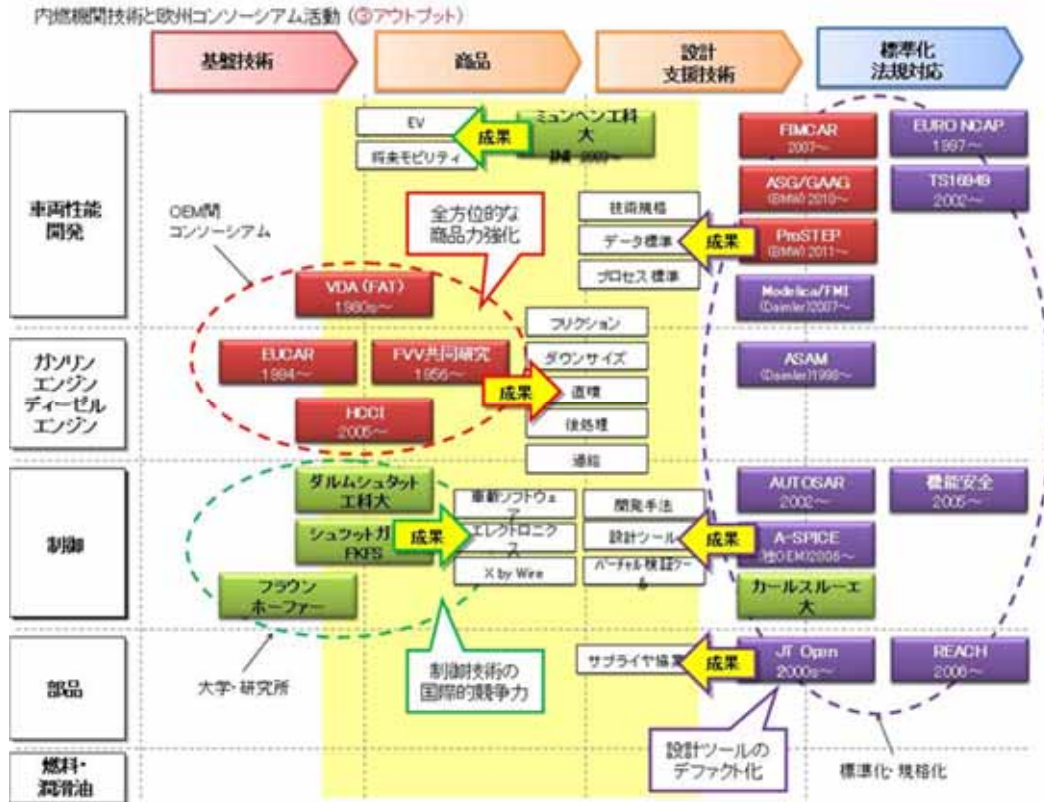 内燃機関技術と欧州コンソーシアム活動 (③アウトプット)
基盤技術
商品
設計
支援技術
標準化
法規対応
車両性能
開発
EV
将来モビリティ
成果
ミュンヘン工科
大
OEM間
コンソーシアム
全方位的な
商品力強化
技術規格
データ標準
プロセス標準
成果
FIMCAR
2007～
EURO NCAP
1997～
ASG/GAAG
(BMW) 2010～
TS16949
2002～
ProSTEP
(BMW) 2011～
Modelica/FMI
(Daimler)2007～
VDA (FAT)
1980s～
ガソリン
エンジン
ディーゼル
エンジン
EUCAR
1994～
FVV共同研究
1956～
HCCI
2005～
成果
フリクション
ダウンサイズ
直噴
後処理
過給
ASAM
(Daimler)1998～
制御
ダルムシュタット
工科大
シュツットガルト
FKFS
フラウン
ホーファー
成果
車載ソフトウェ
ア
エレクトロニク
ス
X by Wire
開発手法
設計ツール
バーチャル検証ツール
成果
AUTOSAR
2002～
機能安全
2005～
A-SPICE
(独OEM)2005～
カールスルーエ
大
部品
大学・研究所
制御技術の
国際的競争力
サプライヤ協業
成果
JT Open
2000s～
REACH
2006～
設計ツールの
デファクト化
標準化・規格化
燃料・
潤滑油